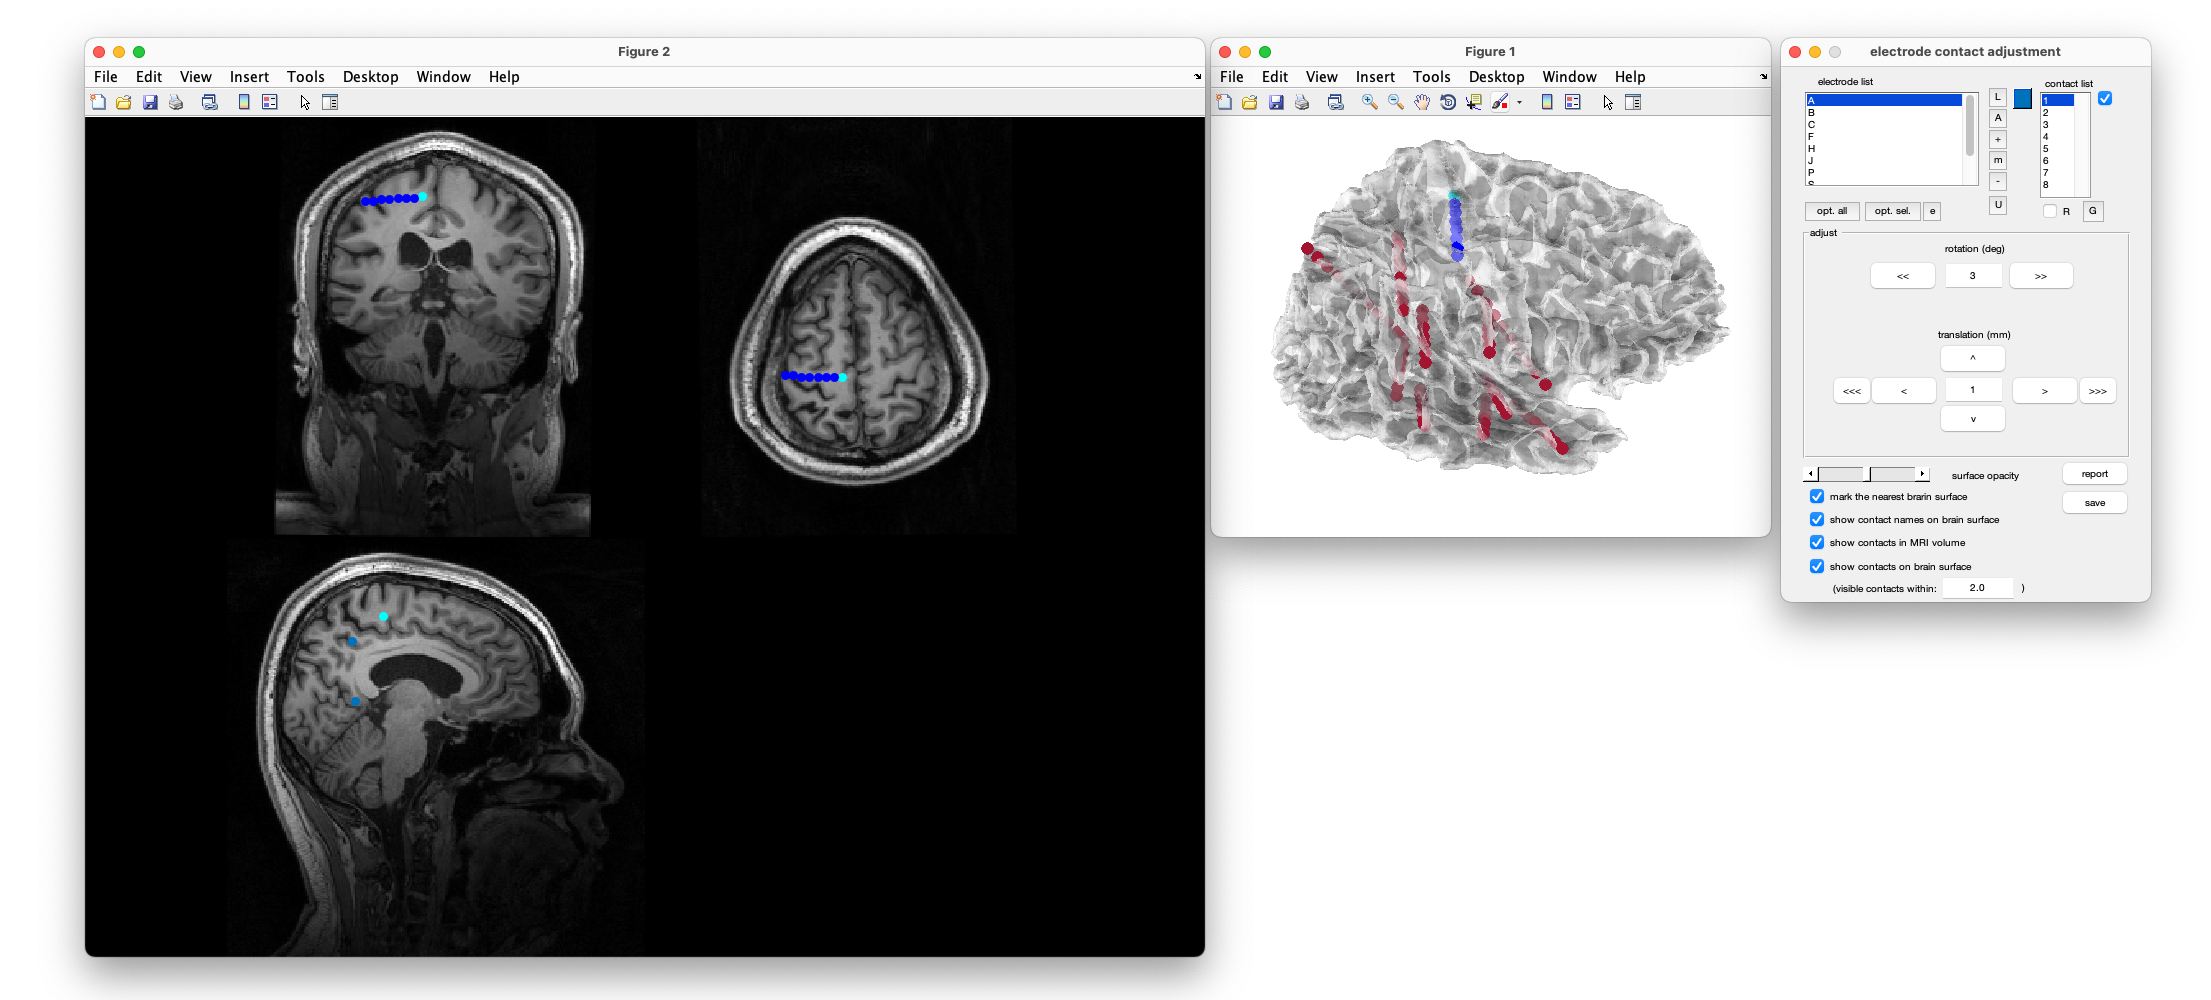 Figure 2
File Edit View Insert Tools Desktop Window Help
Figure 1
File Edit View Insert Tools Desktop Window Help
electrode contact adjustment
electrode list
A
B
C
F
H
J
P
S
L
A
+
m
-
U
contact list
1
2
3
4
5
6
7
8
opt. all
opt. sel.
e
R
G
adjust
rotation (deg)
<< 3 >>
translation (mm)
^
<<< < 1 > >>>
v
surface opacity
report
mark the nearest brarin surface
save
show contact names on brain surface
show contacts in MRI volume
show contacts on brain surface
(visible contacts within: 2.0 )